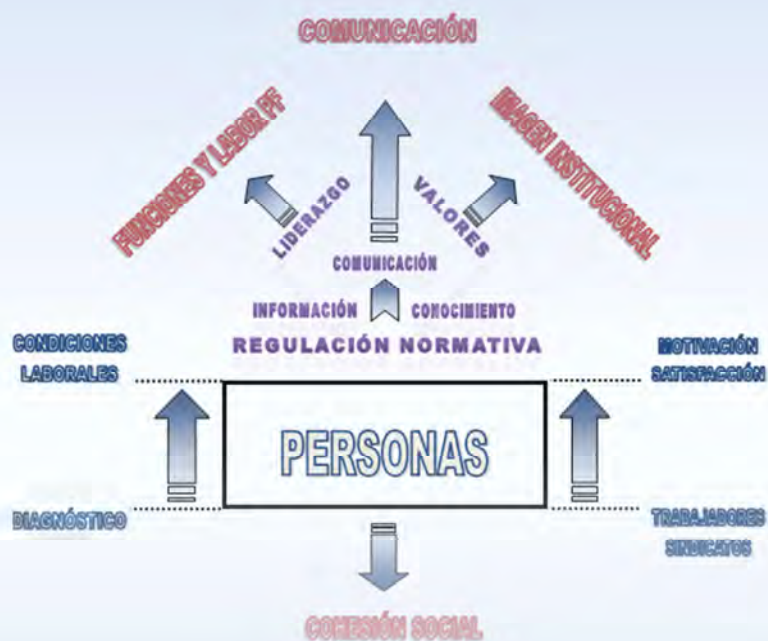 COMUNICACIÓN
FUNCIONES Y LABOR PF
IMAGEN INSTITUCIONAL
LIDERAZGO
VALORES
COMUNICACIÓN
INFORMACIÓN
CONOCIMIENTO
REGULACIÓN NORMATIVA
CONDICIONES
LABORALES
MOTIVACIÓN
SATISFACCIÓN
PERSONAS
DIAGNÓSTICO
TRABAJADORES
SINDICATOS
COHESIÓN SOCIAL